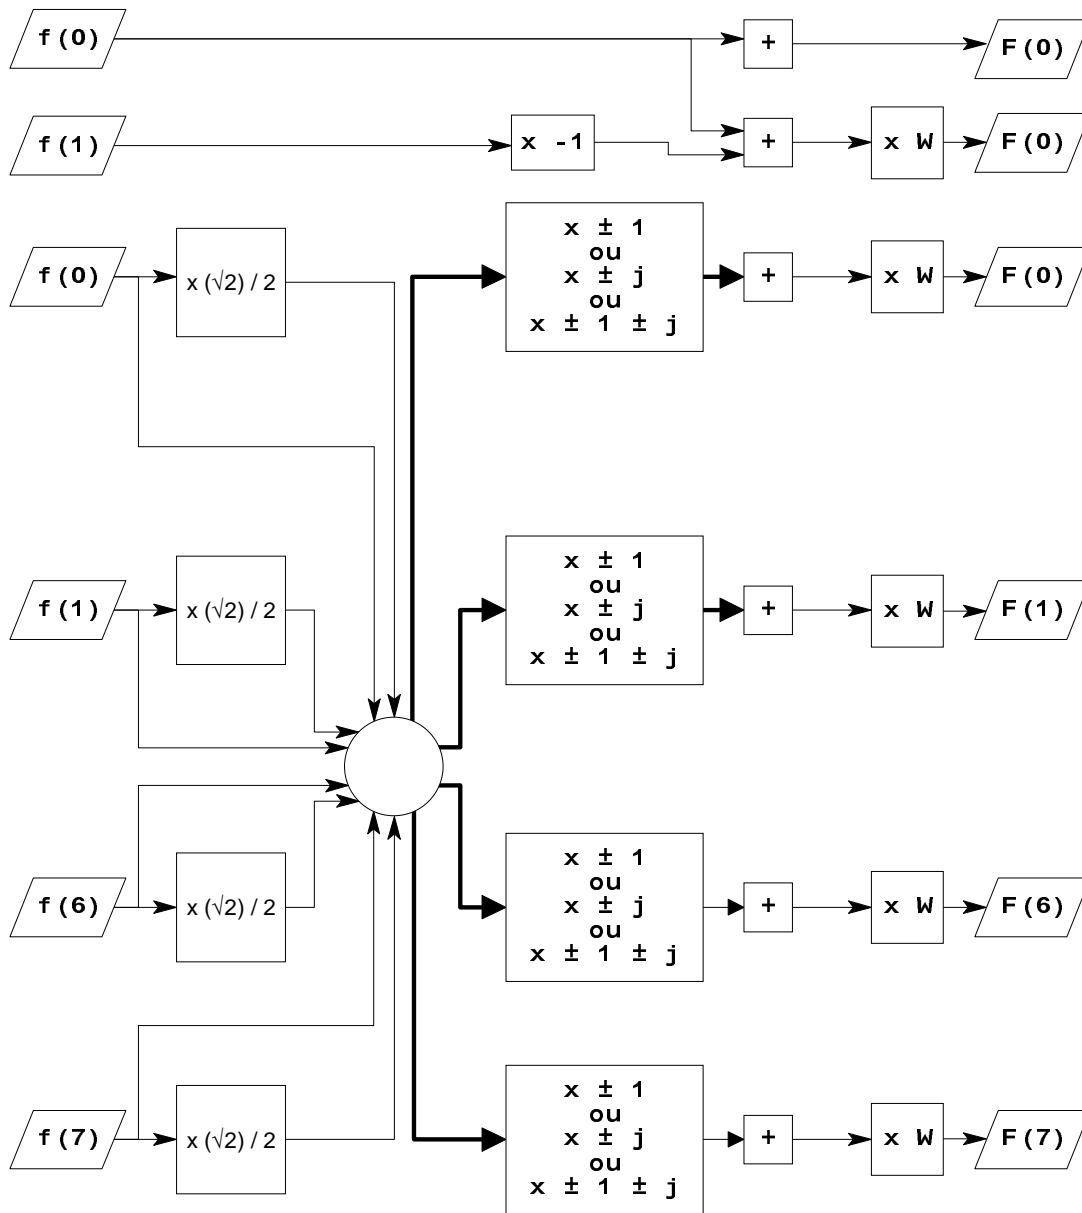 f(0)
+
F(0)
f(1)
x -1
+
x W
F(0)
f(0)
x (√2) / 2
x ± 1
ou
x ± j
ou
x ± 1 ± j
+
x W
F(0)
f(1)
x (√2) / 2
x ± 1
ou
x ± j
ou
x ± 1 ± j
+
x W
F(1)
f(6)
x (√2) / 2
x ± 1
ou
x ± j
ou
x ± 1 ± j
+
x W
F(6)
f(7)
x (√2) / 2
x ± 1
ou
x ± j
ou
x ± 1 ± j
+
x W
F(7)